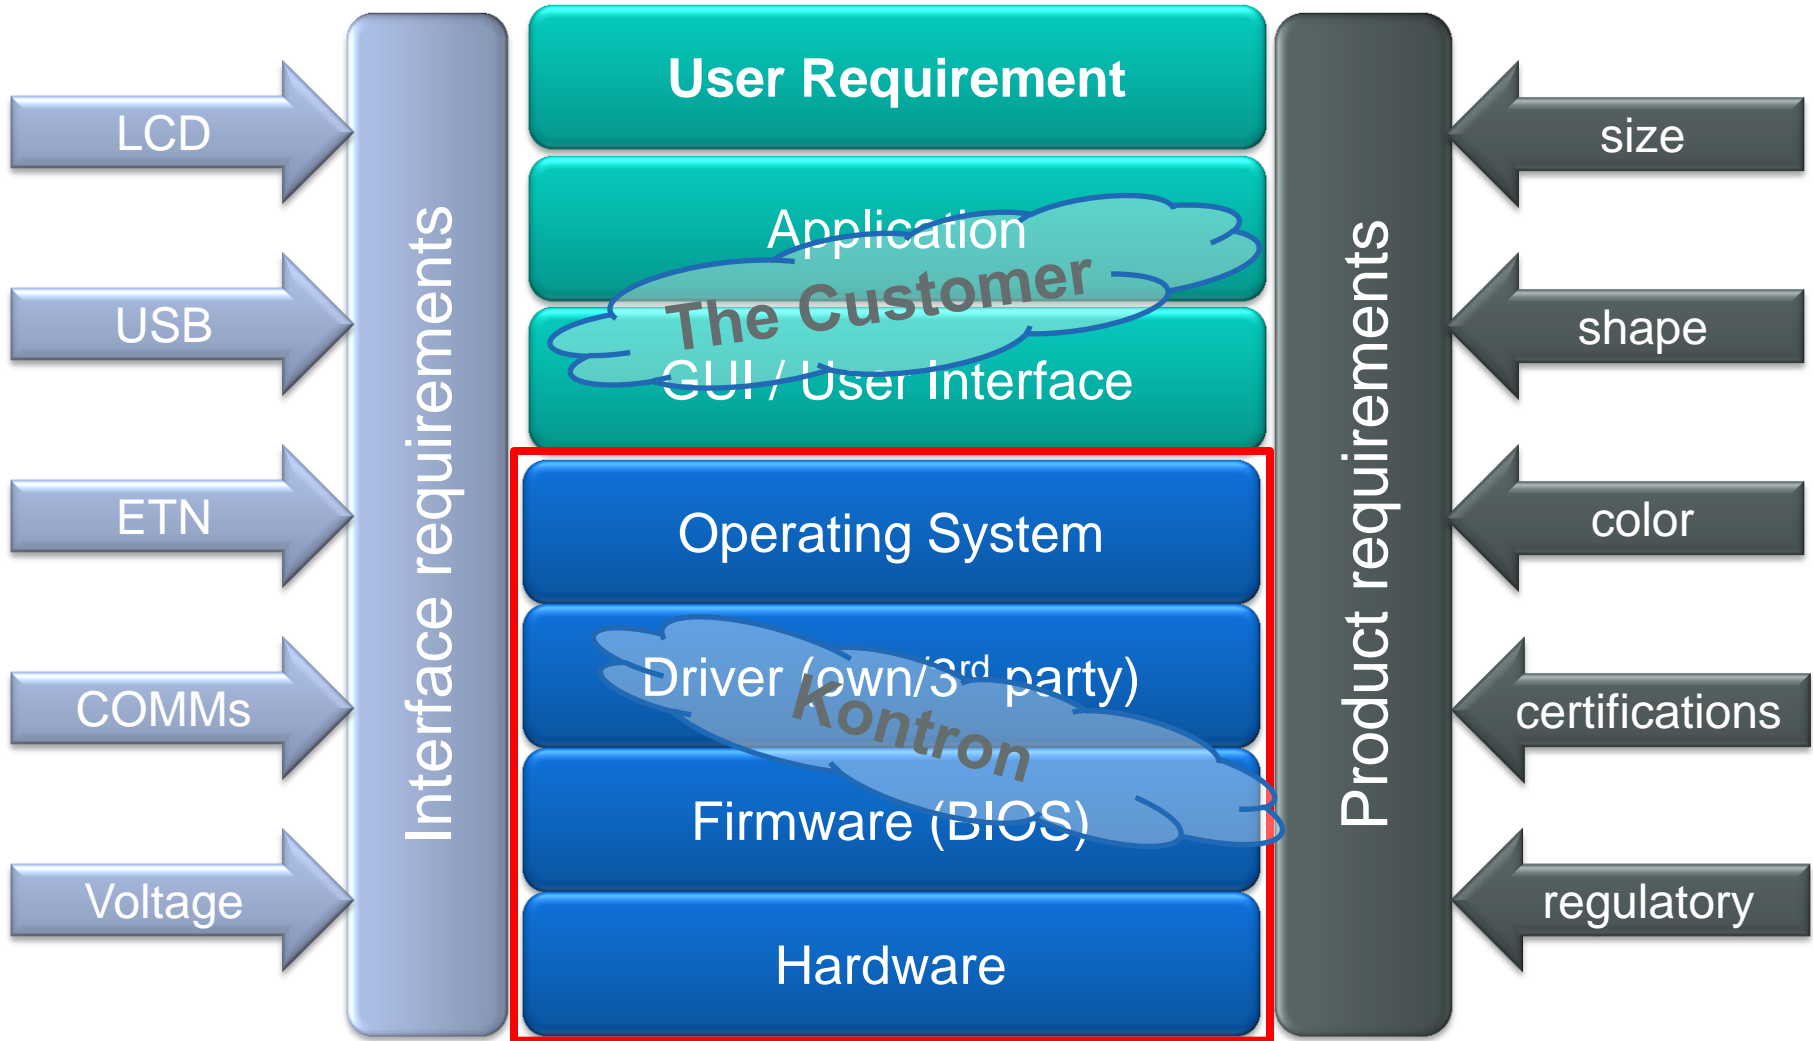 User Requirement
Application
The Customer
GUI / User Interface
Operating System
Driver (own/3rd party)
Kontron
Firmware (BIOS)
Hardware
Interface requirements
LCD
USB
ETN
COMMs
Voltage
Product requirements
size
shape
color
certifications
regulatory